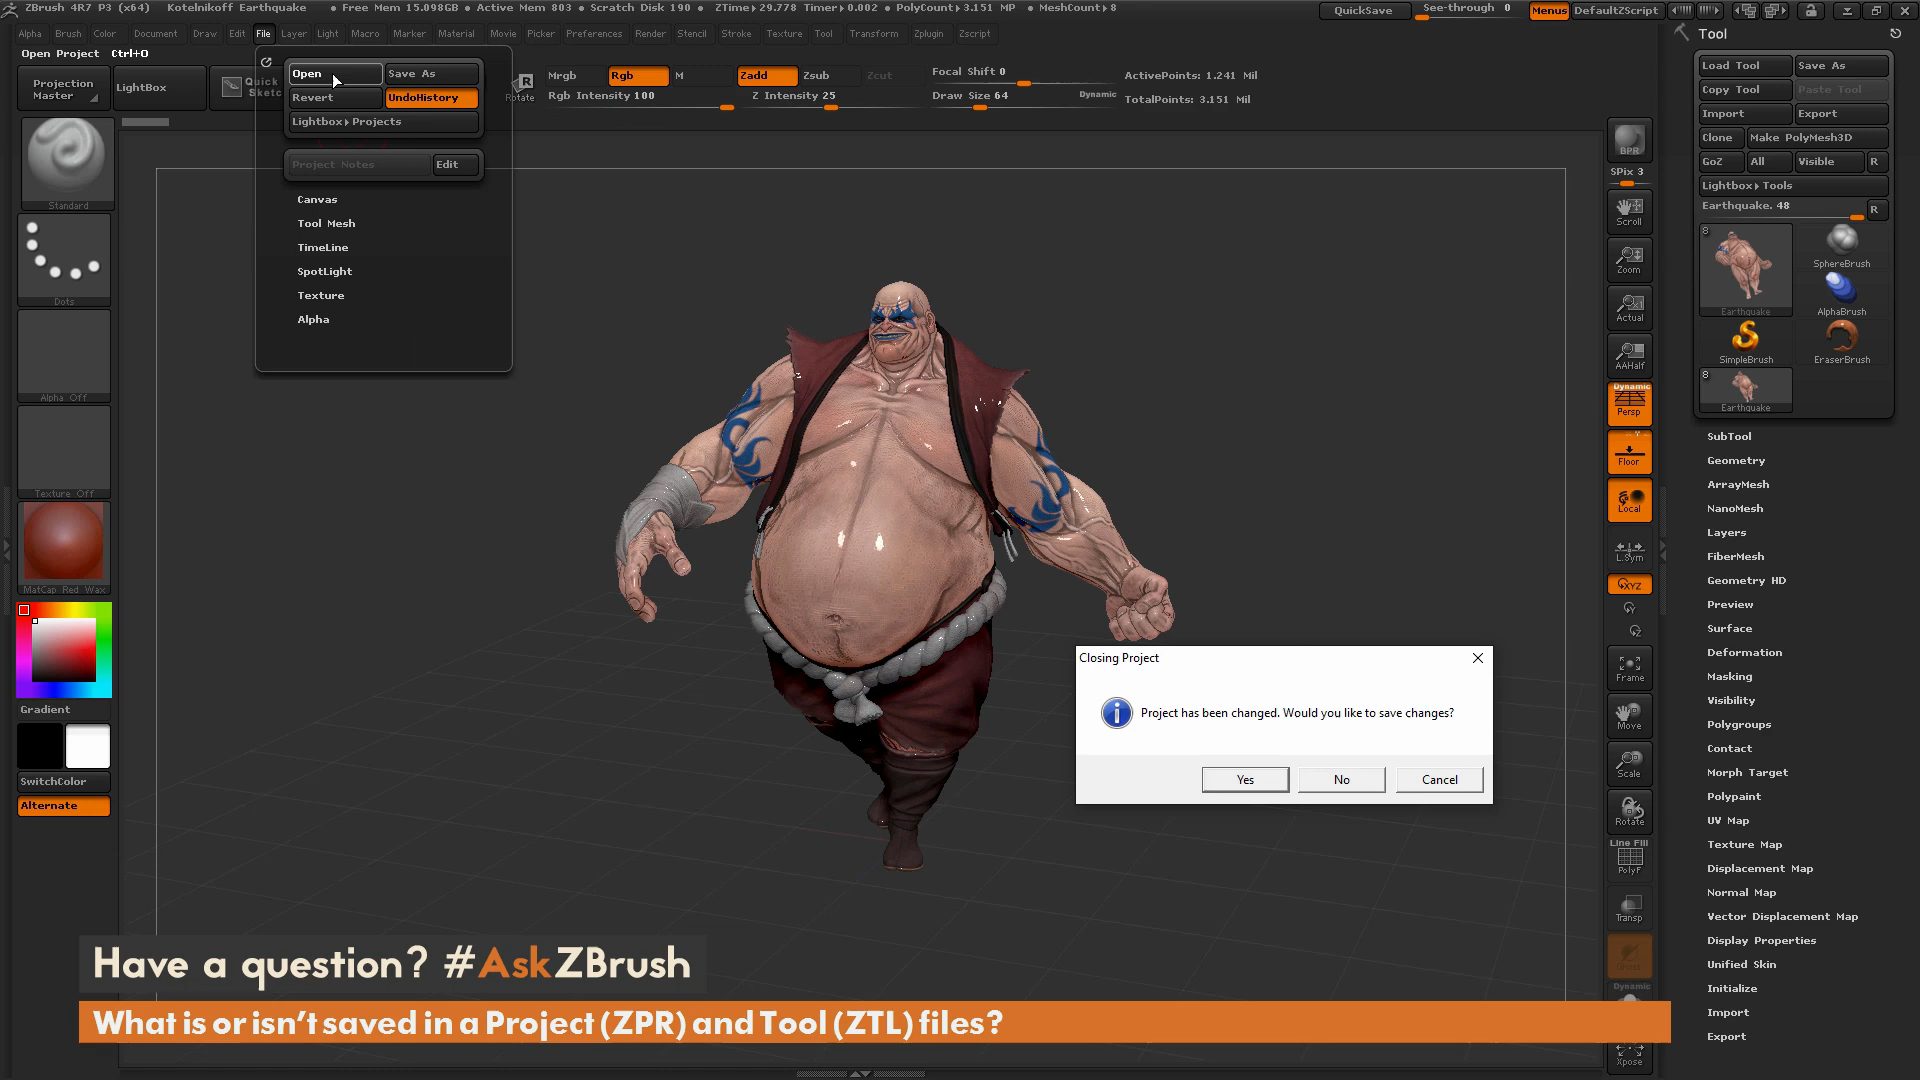 ZBrush 4R7 P3 (x64) Kotelnikoff Earthquake • Free Mem 15.098GB • Active Mem 803 • Scratch Disk 190 • ZTime▸29.778 Timer▸0.002 • PolyCount▸3.151 MP • MeshCount▸8 QuickSave See-through 0 Menus DefaultZScript
Alpha Brush Color Document Draw Edit File Layer Light Macro Marker Material Movie Picker Preferences Render Stencil Stroke Texture Tool Transform Zplugin Zscript
Open Project Ctrl+O
Projection
Master
LightBox
Quick
Sketc
Open
Save As
Revert
UndoHistory
Lightbox▸Projects
Project Notes
Edit
Canvas
Tool Mesh
TimeLine
SpotLight
Texture
Alpha
Rotate
Mrgb Rgb M
Rgb Intensity 100
Zadd Zsub Zcut
Z Intensity 25
Focal Shift 0
Draw Size 64
Dynamic
ActivePoints: 1.241 Mil
TotalPoints: 3.151 Mil
Standard
Dots
Alpha Off
Texture Off
MatCap Red Wax
Gradient
SwitchColor
Alternate
Closing Project
Project has been changed. Would you like to save changes?
Yes No Cancel
BPR
SPix 3
Scroll
Zoom
Actual
AAHalf
Dynamic
Persp
Floor
Local
L.Sym
XYZ
Y
Z
Frame
Move
Scale
Rotate
Line Fill
PolyF
Transp
Dynamic
Xpose
Tool
Load Tool Save As
Copy Tool Paste Tool
Import Export
Clone Make PolyMesh3D
GoZ All Visible R
Lightbox▸Tools
Earthquake. 48 R
8
Earthquake
SphereBrush
AlphaBrush
SimpleBrush
EraserBrush
8
Earthquake
SubTool
Geometry
ArrayMesh
NanoMesh
Layers
FiberMesh
Geometry HD
Preview
Surface
Deformation
Masking
Visibility
Polygroups
Contact
Morph Target
Polypaint
UV Map
Texture Map
Displacement Map
Normal Map
Vector Displacement Map
Display Properties
Unified Skin
Initialize
Import
Export
Have a question? #AskZBrush
What is or isn't saved in a Project (ZPR) and Tool (ZTL) files?